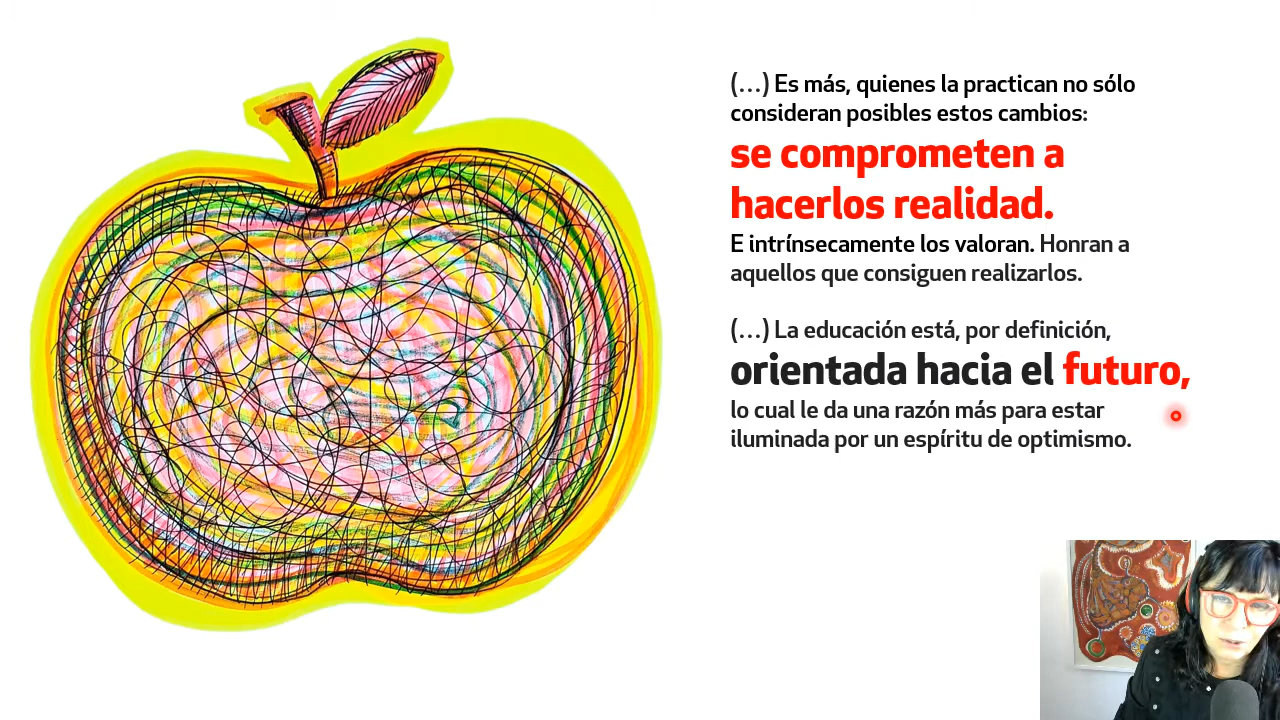 (…) Es más, quienes la practican no sólo
consideran posibles estos cambios:
se comprometen a
hacerlos realidad.
E intrínsecamente los valoran. Honran a
aquellos que consiguen realizarlos.
(…) La educación está, por definición,
orientada hacia el futuro,
lo cual le da una razón más para estar
iluminada por un espíritu de optimismo.